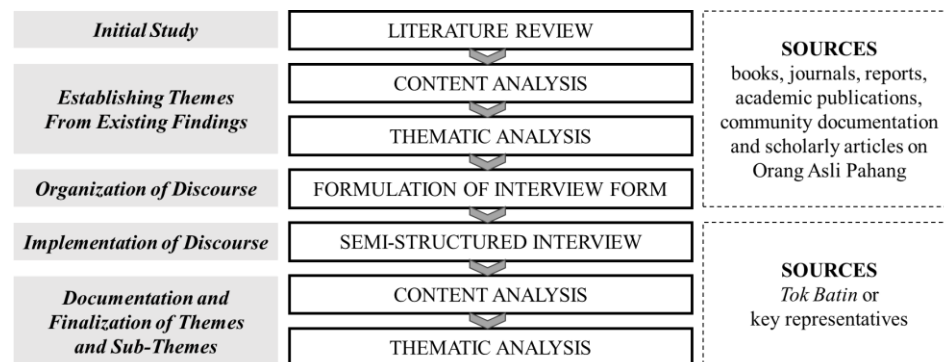 Initial Study
LITERATURE REVIEW
Establishing Themes
From Existing Findings
CONTENT ANALYSIS
THEMATIC ANALYSIS
Organization of Discourse
FORMULATION OF INTERVIEW FORM
Implementation of Discourse
SEMI-STRUCTURED INTERVIEW
Documentation and
Finalization of Themes
and Sub-Themes
CONTENT ANALYSIS
THEMATIC ANALYSIS
SOURCES
books, journals, reports,
academic publications,
community documentation
and scholarly articles on
Orang Asli Pahang
SOURCES
Tok Batin or
key representatives